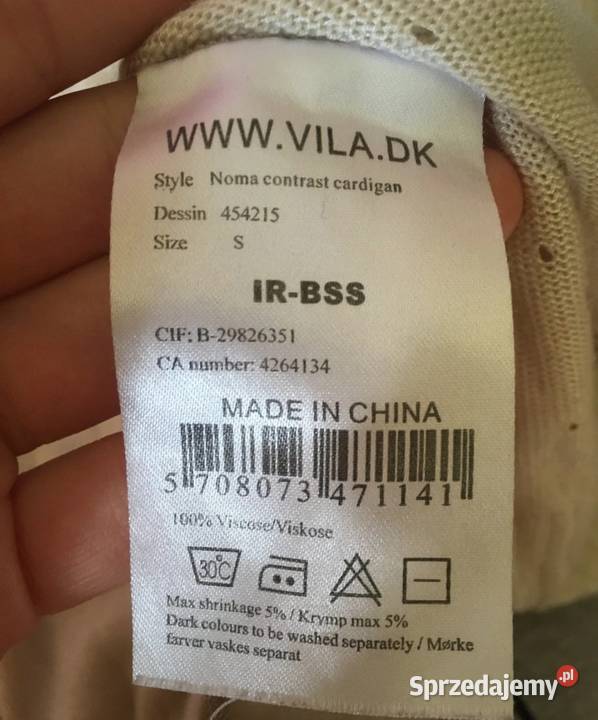 WWW.VILA.DK
Style Noma contrast cardigan
Dessin 454215
Size S
IR-BSS
CIF: B-29826351
CA number: 4264134
MADE IN CHINA
5 708073 471141
100% Viscose/Viskose
30°C
Max shrinkage 5% / Krymp max 5%
Dark colours to be washed separately / Mørke
farver vaskes separat
Sprzedajemy.pl